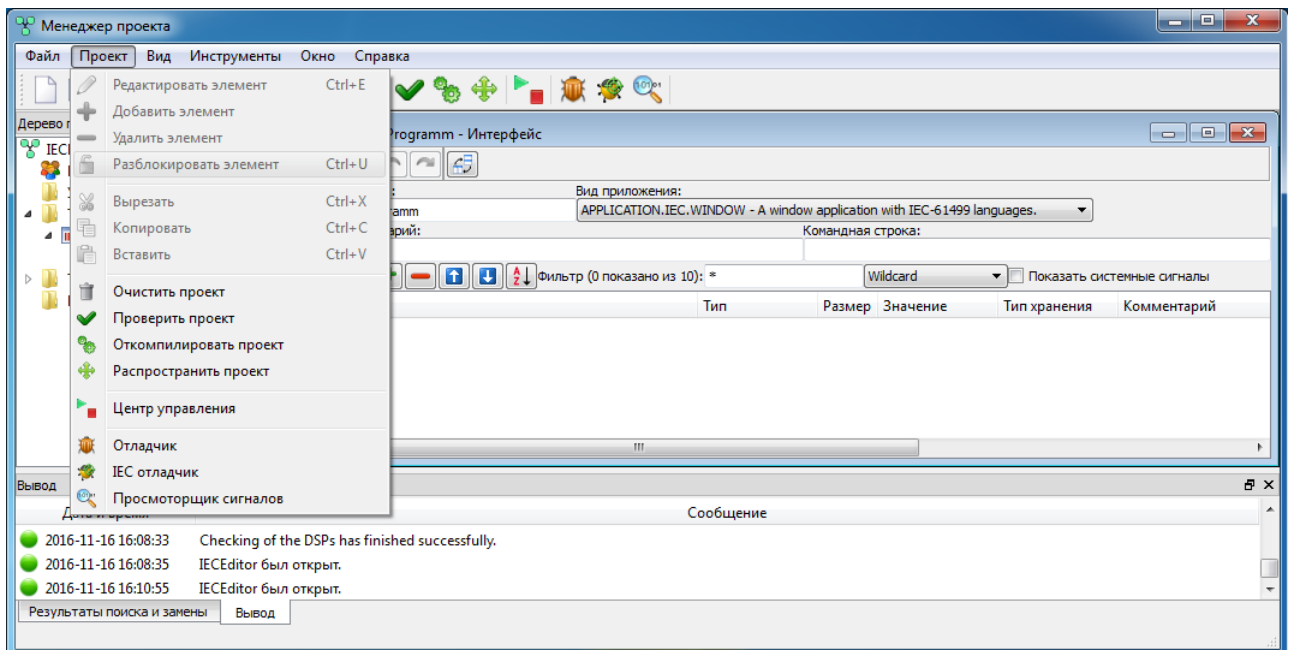 Менеджер проекта
Файл Проект Вид Инструменты Окно Справка
Редактировать элемент Ctrl+E
Добавить элемент
Удалить элемент
Разблокировать элемент Ctrl+U
Вырезать Ctrl+X
Копировать Ctrl+C
Вставить Ctrl+V
Очистить проект
Проверить проект
Откомпилировать проект
Распространить проект
Центр управления
Отладчик
IEC отладчик
Просмоторщик сигналов
Дерево
Programm - Интерфейс
Вид приложения:
APPLICATION.IEC.WINDOW - A window application with IEC-61499 languages.
Командная строка:
Фильтр (0 показано из 10): * Wildcard Показать системные сигналы
Тип Размер Значение Тип хранения Комментарий
Вывод
Сообщение
2016-11-16 16:08:33 Checking of the DSPs has finished successfully.
2016-11-16 16:08:35 IECEditor был открыт.
2016-11-16 16:10:55 IECEditor был открыт.
Результаты поиска и замены Вывод